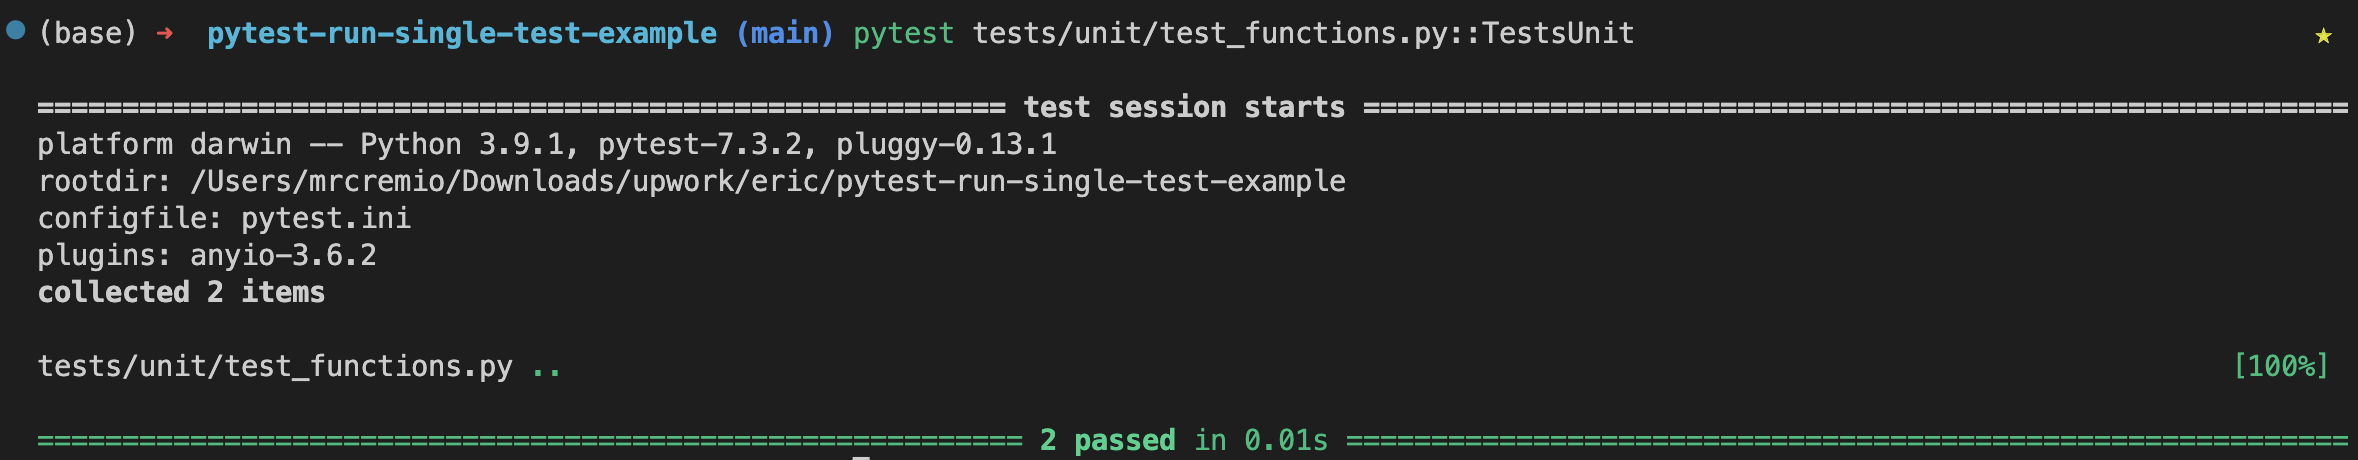 (base) ➜ pytest-run-single-test-example (main) pytest tests/unit/test_functions.py::TestsUnit ★
========================================================= test session starts ==========================================================
platform darwin -- Python 3.9.1, pytest-7.3.2, pluggy-0.13.1
rootdir: /Users/mrcremio/Downloads/upwork/eric/pytest-run-single-test-example
configfile: pytest.ini
plugins: anyio-3.6.2
collected 2 items
tests/unit/test_functions.py .. [100%]
========================================================== 2 passed in 0.01s ===========================================================